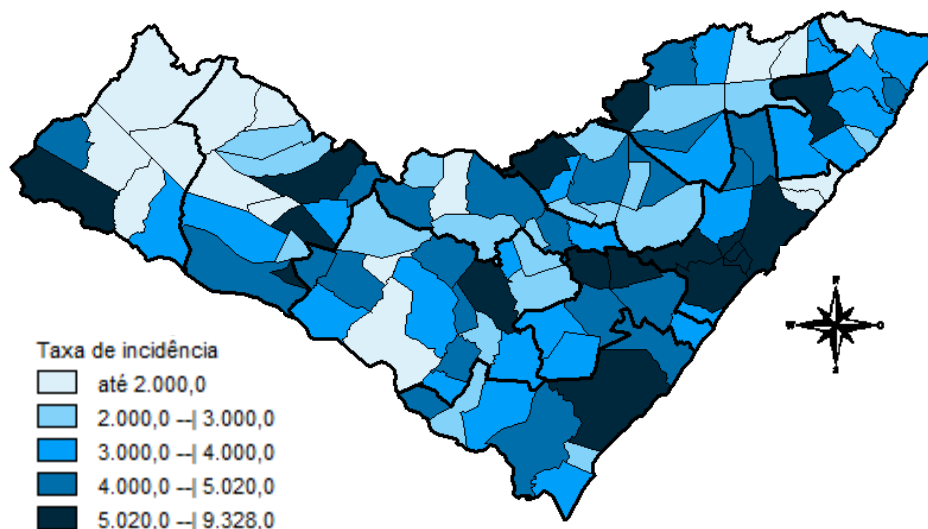 Taxa de incidência
até 2.000,0
2.000,0 --| 3.000,0
3.000,0 --| 4.000,0
4.000,0 --| 5.020,0
5.020,0 --| 9.328,0